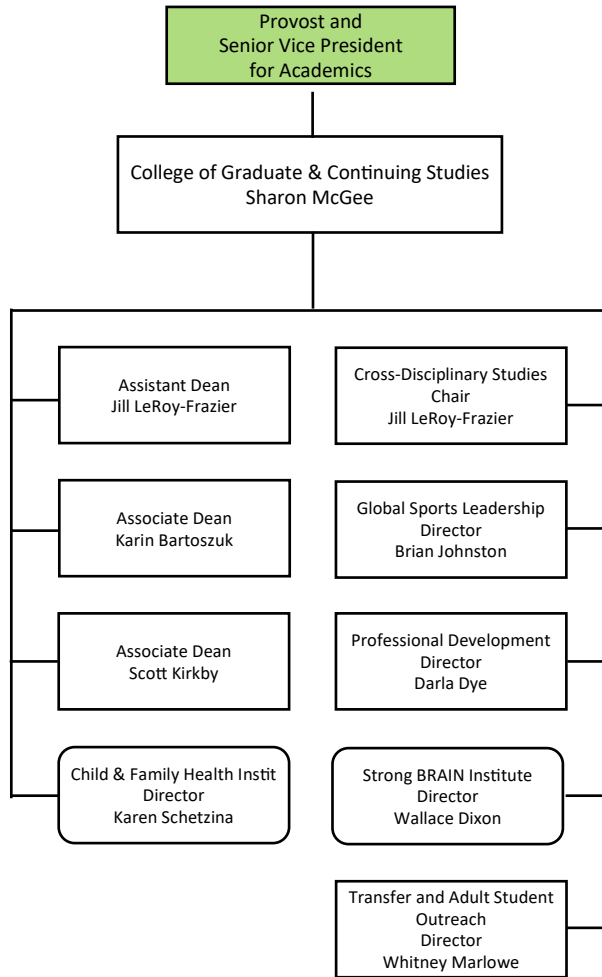 Provost and
Senior Vice President
for Academics
College of Graduate & Continuing Studies
Sharon McGee
Assistant Dean
Jill LeRoy-Frazier
Cross-Disciplinary Studies
Chair
Jill LeRoy-Frazier
Associate Dean
Karin Bartoszuk
Global Sports Leadership
Director
Brian Johnston
Associate Dean
Scott Kirkby
Professional Development
Director
Darla Dye
Child & Family Health Instit
Director
Karen Schetzina
Strong BRAIN Institute
Director
Wallace Dixon
Transfer and Adult Student
Outreach
Director
Whitney Marlowe